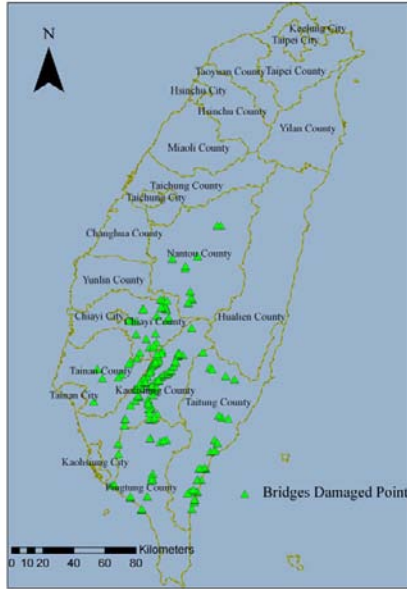 N
Keelung City
Taipei City
Taoyuan County
Taipei County
Hsinchu City
Hsinchu County
Yilan County
Miaoli County
Taichung County
Taichung City
Changhua County
Nantou County
Yunlin County
Hualien County
Chiayi City
Chiayi County
Tainan County
Kaohsiung County
Tainan City
Taitung County
Kaohsiung City
Pingtung County
Bridges Damaged Point
Kilometers
0 10 20 40 60 80